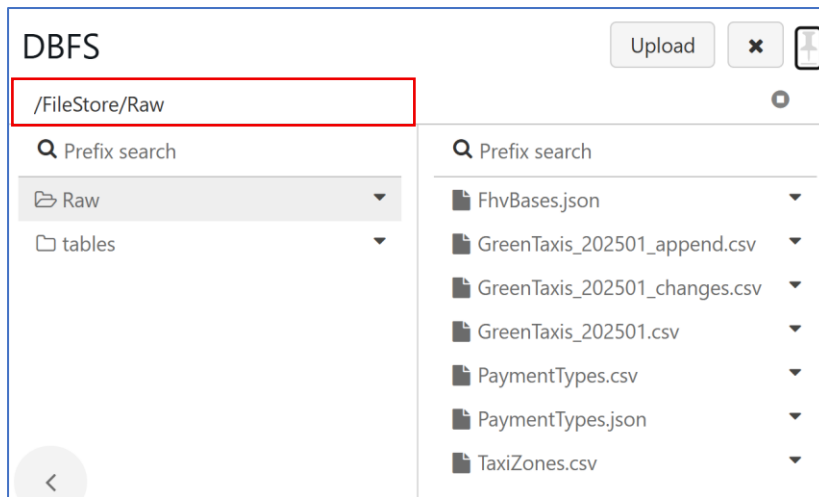 DBFS
Upload
/FileStore/Raw
Prefix search
Raw
tables
Prefix search
FhvBases.json
GreenTaxis_202501_append.csv
GreenTaxis_202501_changes.csv
GreenTaxis_202501.csv
PaymentTypes.csv
PaymentTypes.json
TaxiZones.csv